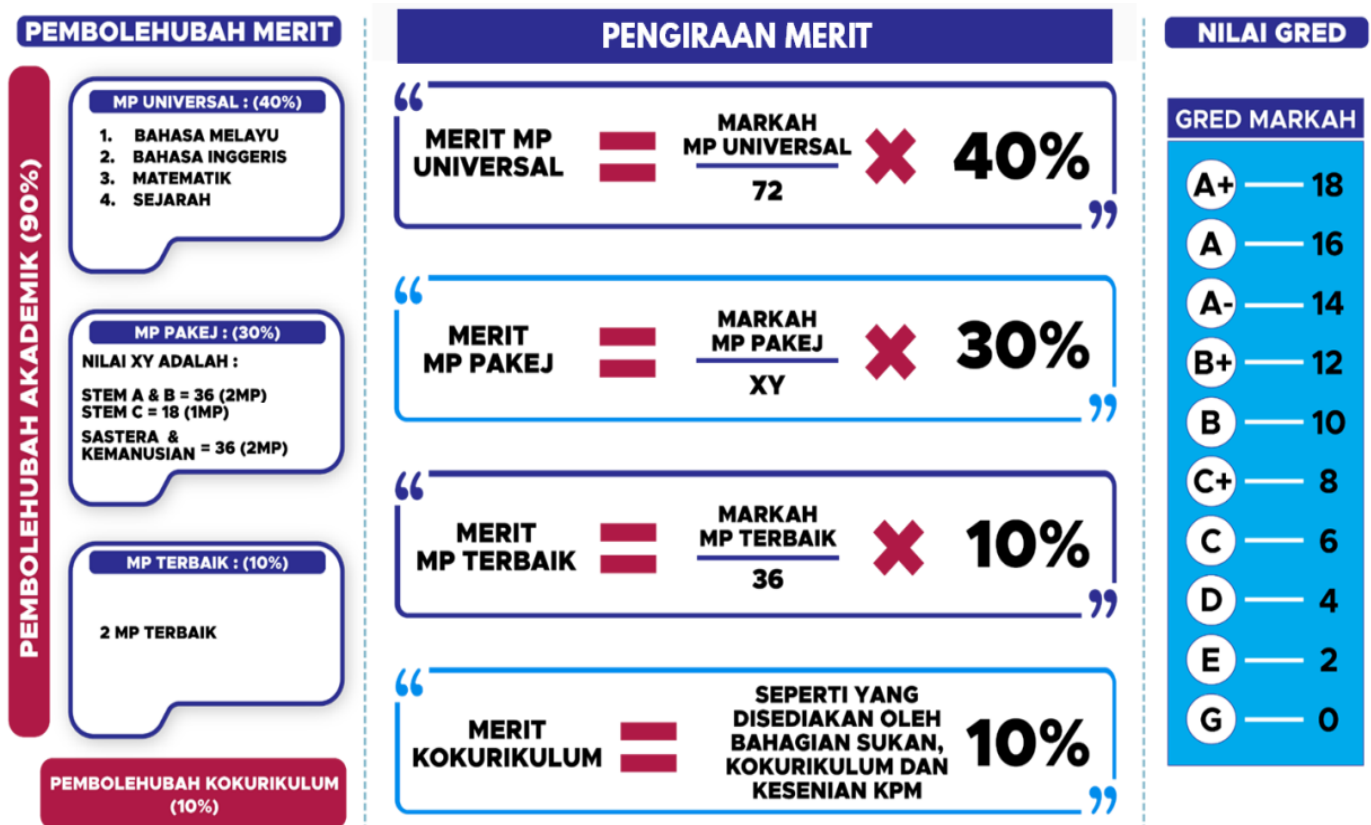 PEMBOLEHUBAH MERIT
PEMBOLEHUBAH AKADEMIK (90%)
MP UNIVERSAL : (40%)
1. BAHASA MELAYU
2. BAHASA INGGERIS
3. MATEMATIK
4. SEJARAH
MP PAKEJ : (30%)
NILAI XY ADALAH :
STEM A & B = 36 (2MP)
STEM C = 18 (1MP)
SASTERA &
KEMANUSIAN = 36 (2MP)
MP TERBAIK : (10%)
2 MP TERBAIK
PEMBOLEHUBAH KOKURIKULUM
(10%)
PENGIRAAN MERIT
“
MERIT MP
UNIVERSAL
=
MARKAH
MP UNIVERSAL
72
×
40%
”
“
MERIT
MP PAKEJ
=
MARKAH
MP PAKEJ
XY
×
30%
”
“
MERIT
MP TERBAIK
=
MARKAH
MP TERBAIK
36
×
10%
”
“
MERIT
KOKURIKULUM
=
SEPERTI YANG
DISEDIAKAN OLEH
BAHAGIAN SUKAN,
KOKURIKULUM DAN
KESENIAN KPM
10%
”
NILAI GRED
GRED MARKAH
A+ — 18
A — 16
A- — 14
B+ — 12
B — 10
C+ — 8
C — 6
D — 4
E — 2
G — 0